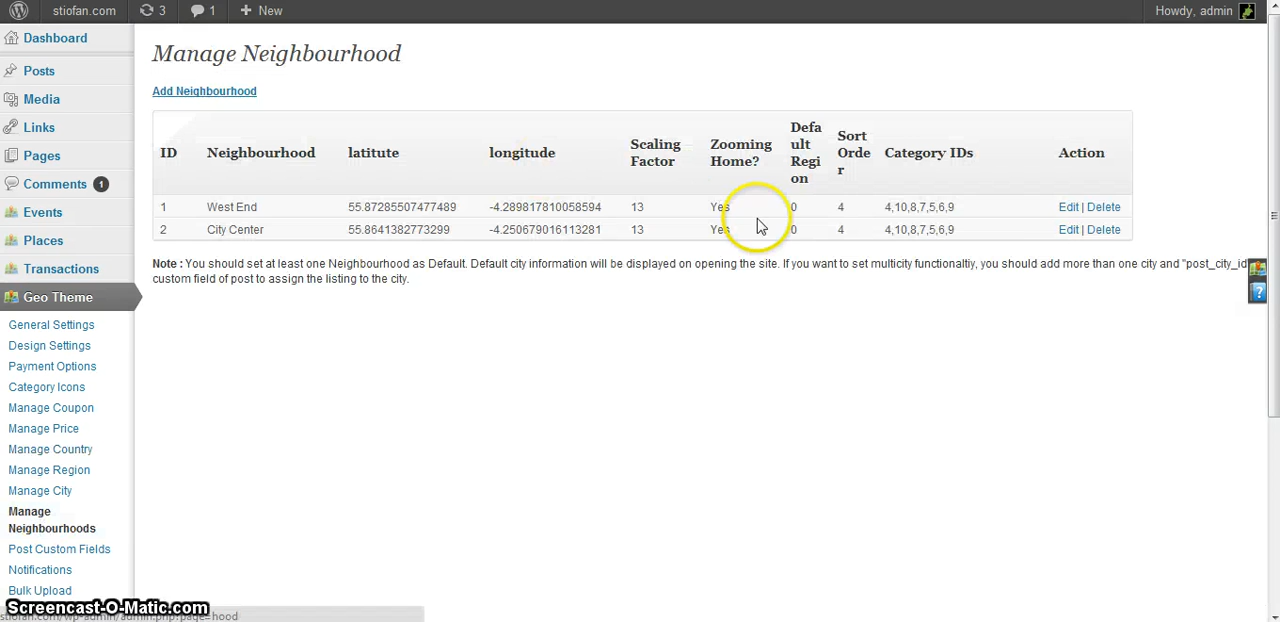 stiofan.com 3 1 + New Howdy, admin
Dashboard
Posts
Media
Links
Pages
Comments 1
Events
Places
Transactions
Geo Theme
General Settings
Design Settings
Payment Options
Category Icons
Manage Coupon
Manage Price
Manage Country
Manage Region
Manage City
Manage
Neighbourhoods
Post Custom Fields
Notifications
Bulk Upload
Manage Neighbourhood
Add Neighbourhood
ID Neighbourhood latitute longitude Scaling Factor Zooming Home? Defa ult Regi on Sort Orde r Category IDs Action
1 West End 55.87285507477489 -4.289817810058594 13 Yes 0 4 4,10,8,7,5,6,9 Edit | Delete
2 City Center 55.8641382773299 -4.250679016113281 13 Yes 0 4 4,10,8,7,5,6,9 Edit | Delete
Note : You should set at least one Neighbourhood as Default. Default city information will be displayed on opening the site. If you want to set multicity functionaltiy, you should add more than one city and "post_city_id
custom field of post to assign the listing to the city.
?
Screencast-O-Matic.com
stiofan.com/wp-admin/admin.php?page=hood